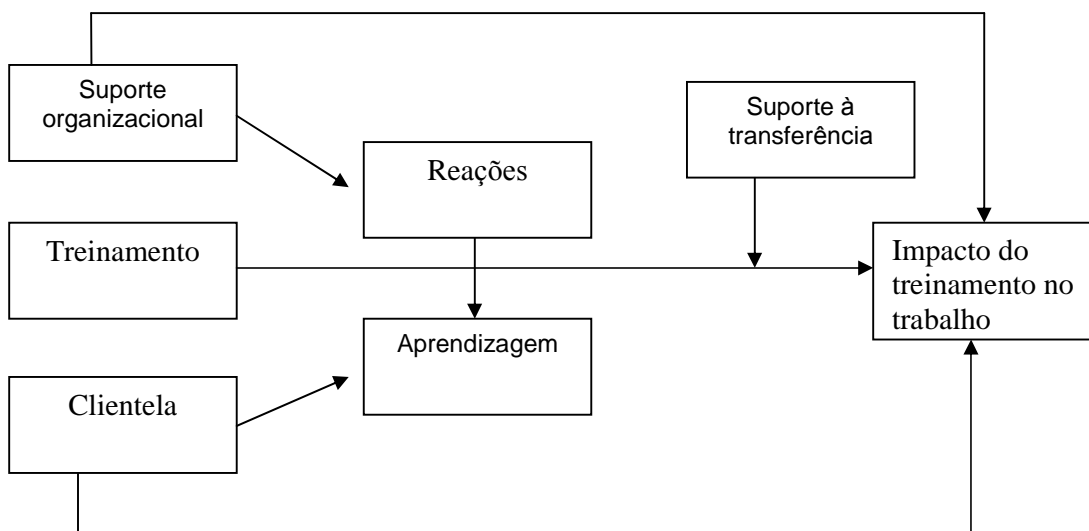 Suporte
organizacional
Suporte à
transferência
Reações
Treinamento
Impacto do
treinamento no
trabalho
Aprendizagem
Clientela